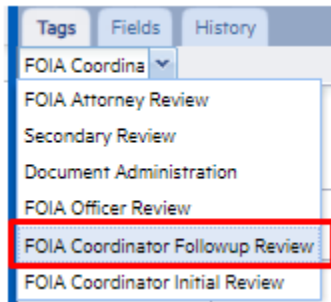 Tags Fields History
FOIA Coordina
FOIA Attorney Review
Secondary Review
Document Administration
FOIA Officer Review
FOIA Coordinator Followup Review
FOIA Coordinator Initial Review